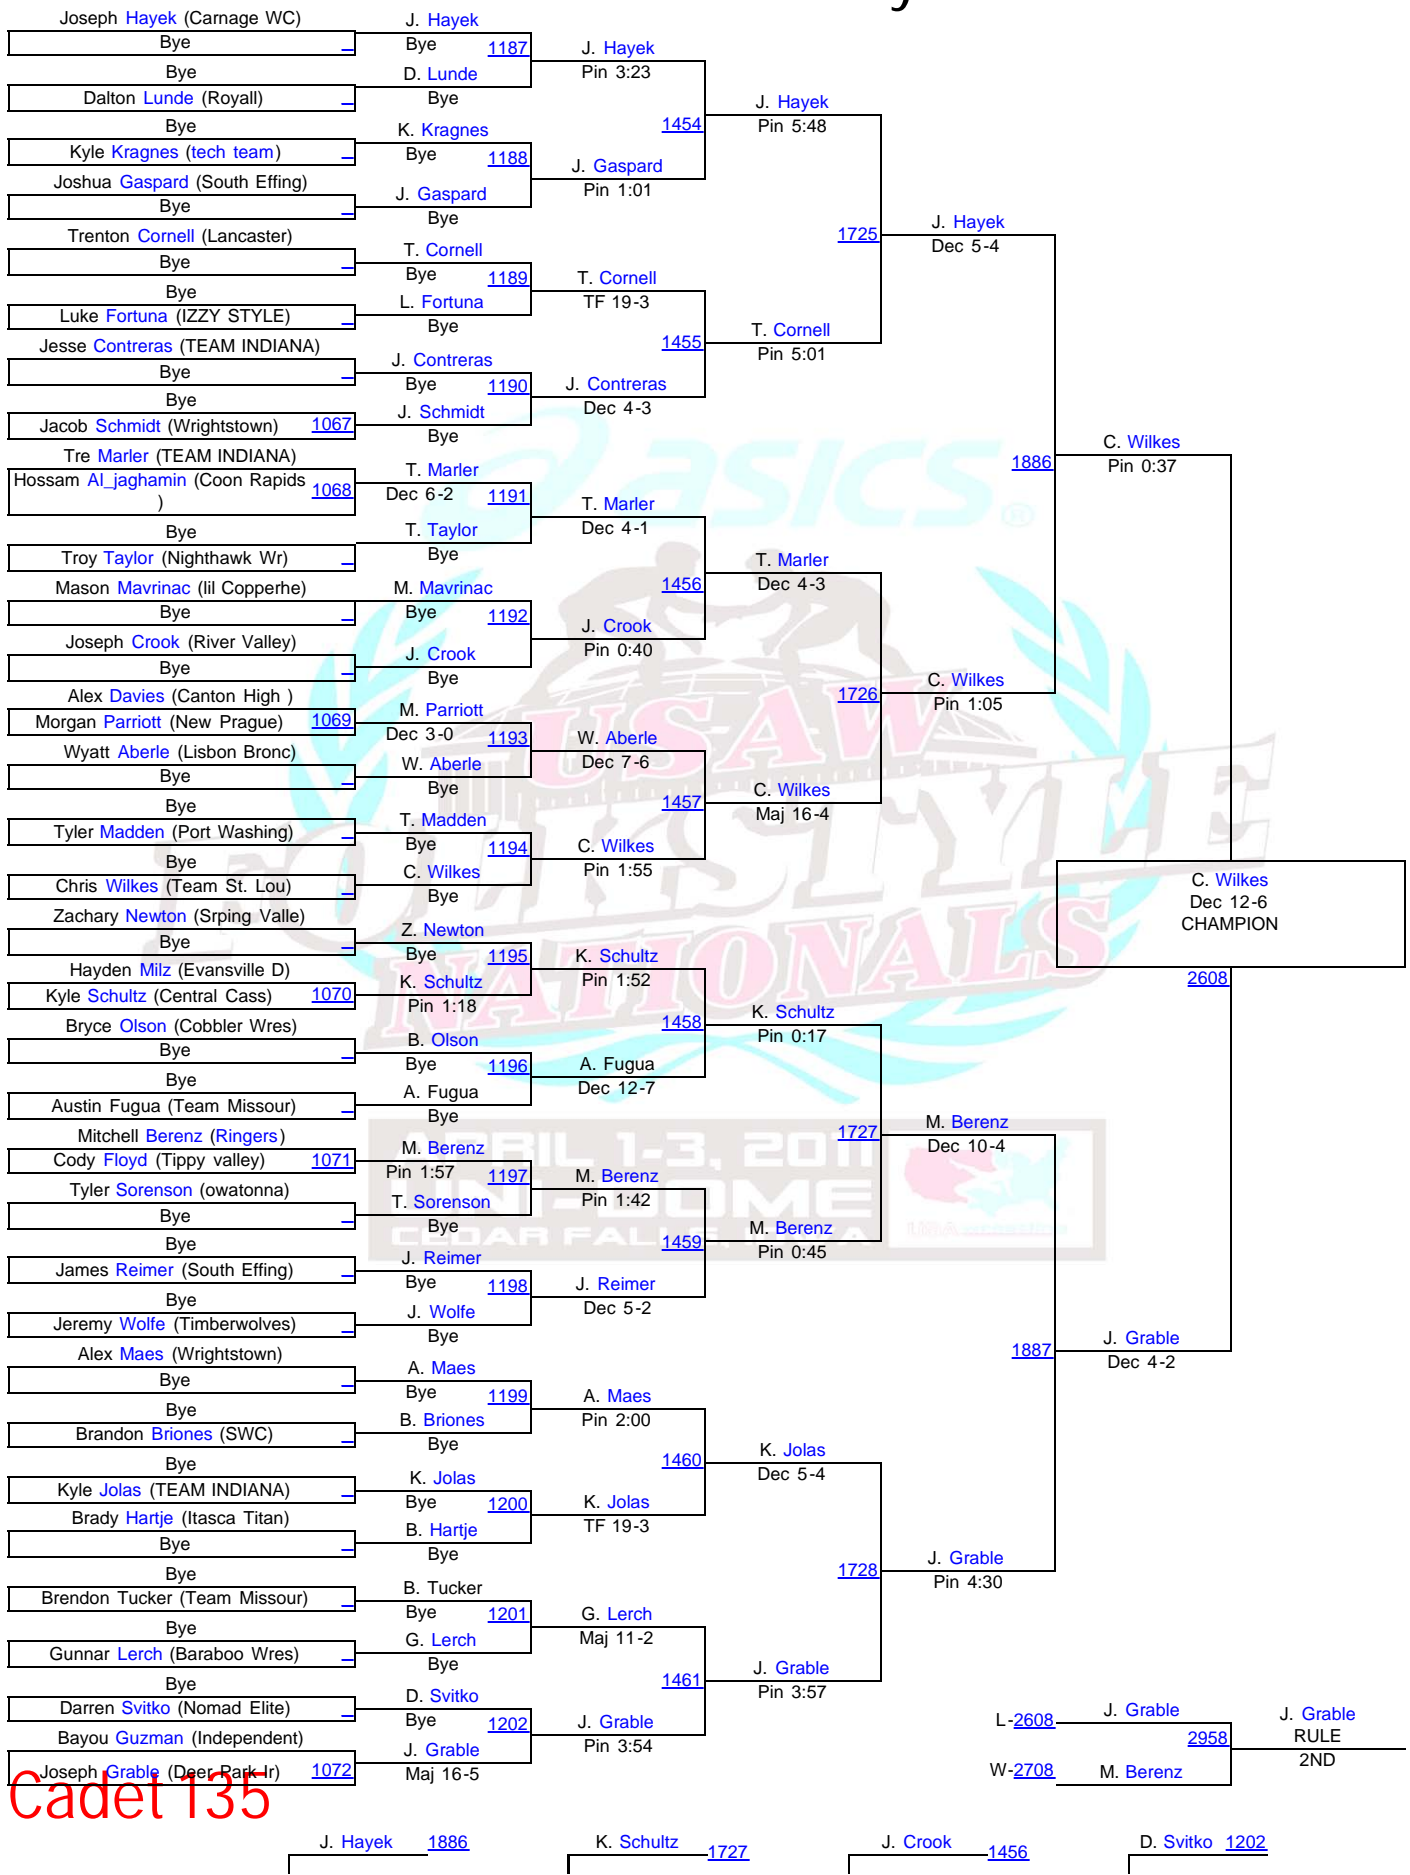 Joseph Hayek (Carnage WC)
Bye
Bye
Dalton Lunde (Royall)
Bye
Kyle Kragnes (tech team)
Joshua Gaspard (South Effing)
Bye
Trenton Cornell (Lancaster)
Bye
Bye
Luke Fortuna (IZZY STYLE)
Jesse Contreras (TEAM INDIANA)
Bye
Bye
Jacob Schmidt (Wrightstown) 1067
Tre Marler (TEAM INDIANA)
Hossam Al_jaghamin (Coon Rapids
) 1068
Bye
Troy Taylor (Nighthawk Wr)
Mason Mavrinac (lil Copperhe)
Bye
Joseph Crook (River Valley)
Bye
Alex Davies (Canton High )
Morgan Parriott (New Prague) 1069
Wyatt Aberle (Lisbon Bronc)
Bye
Bye
Tyler Madden (Port Washing)
Bye
Chris Wilkes (Team St. Lou)
Zachary Newton (Srping Valle)
Bye
Hayden Milz (Evansville D)
Kyle Schultz (Central Cass) 1070
Bryce Olson (Cobbler Wres)
Bye
Bye
Austin Fugua (Team Missour)
Mitchell Berenz (Ringers)
Cody Floyd (Tippy valley) 1071
Tyler Sorenson (owatonna)
Bye
Bye
James Reimer (South Effing)
Bye
Jeremy Wolfe (Timberwolves)
Alex Maes (Wrightstown)
Bye
Bye
Brandon Briones (SWC)
Bye
Kyle Jolas (TEAM INDIANA)
Brady Hartje (Itasca Titan)
Bye
Bye
Brendon Tucker (Team Missour)
Bye
Gunnar Lerch (Baraboo Wres)
Bye
Darren Svitko (Nomad Elite)
Bayou Guzman (Independent)
Joseph Grable (Deer Park Ir) 1072
J. Hayek
Bye 1187
D. Lunde
Bye
K. Kragnes
Bye 1188
J. Gaspard
Bye
T. Cornell
Bye 1189
L. Fortuna
Bye
J. Contreras
Bye 1190
J. Schmidt
Bye
T. Marler
Dec 6-2 1191
T. Taylor
Bye
M. Mavrinac
Bye 1192
J. Crook
Bye
M. Parriott
Dec 3-0 1193
W. Aberle
Bye
T. Madden
Bye 1194
C. Wilkes
Bye
Z. Newton
Bye 1195
K. Schultz
Pin 1:18
B. Olson
Bye 1196
A. Fugua
Bye
M. Berenz
Pin 1:57 1197
T. Sorenson
Bye
J. Reimer
Bye 1198
J. Wolfe
Bye
A. Maes
Bye 1199
B. Briones
Bye
K. Jolas
Bye 1200
B. Hartje
Bye
B. Tucker
Bye 1201
G. Lerch
Bye
D. Svitko
Bye 1202
J. Grable
Maj 16-5
J. Hayek
Pin 3:23
1454
J. Gaspard
Pin 1:01
T. Cornell
TF 19-3
1455
J. Contreras
Dec 4-3
T. Marler
Dec 4-1
1456
J. Crook
Pin 0:40
W. Aberle
Dec 7-6
1457
C. Wilkes
Pin 1:55
K. Schultz
Pin 1:52
1458
A. Fugua
Dec 12-7
M. Berenz
Pin 1:42
1459
J. Reimer
Dec 5-2
A. Maes
Pin 2:00
1460
K. Jolas
TF 19-3
G. Lerch
Maj 11-2
1461
J. Grable
Pin 3:54
J. Hayek
Pin 5:48
1725
T. Cornell
Pin 5:01
T. Marler
Dec 4-3
1726
C. Wilkes
Maj 16-4
K. Schultz
Pin 0:17
1727
M. Berenz
Pin 0:45
K. Jolas
Dec 5-4
1728
J. Grable
Pin 3:57
J. Hayek
Dec 5-4
1886
C. Wilkes
Pin 1:05
M. Berenz
Dec 10-4
1887
J. Grable
Pin 4:30
C. Wilkes
Pin 0:37
C. Wilkes
Dec 12-6
CHAMPION
2608
J. Grable
Dec 4-2
L-2608 J. Grable
2958
W-2708 M. Berenz
J. Grable
RULE
2ND
asics
USAW
FOLKSTYLE
NATIONALS
APRIL 1-3, 2011
UNI-DOME
CEDAR FALLS,
Cadet 135
J. Hayek 1886
K. Schultz 1727
J. Crook 1456
D. Svitko 1202